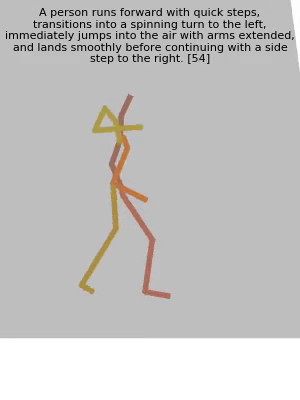 A person runs forward with quick steps,
transitions into a spinning turn to the left,
immediately jumps into the air with arms extended,
and lands smoothly before continuing with a side
step to the right. [54]